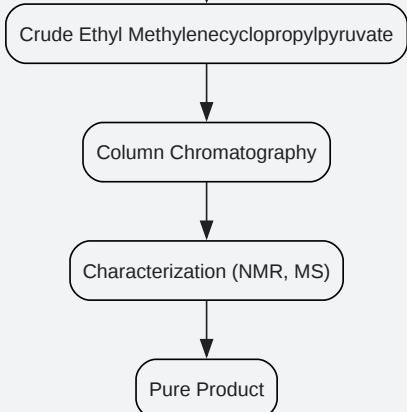 Crude Ethyl Methylenecyclopropylpyruvate
Column Chromatography
Characterization (NMR, MS)
Pure Product